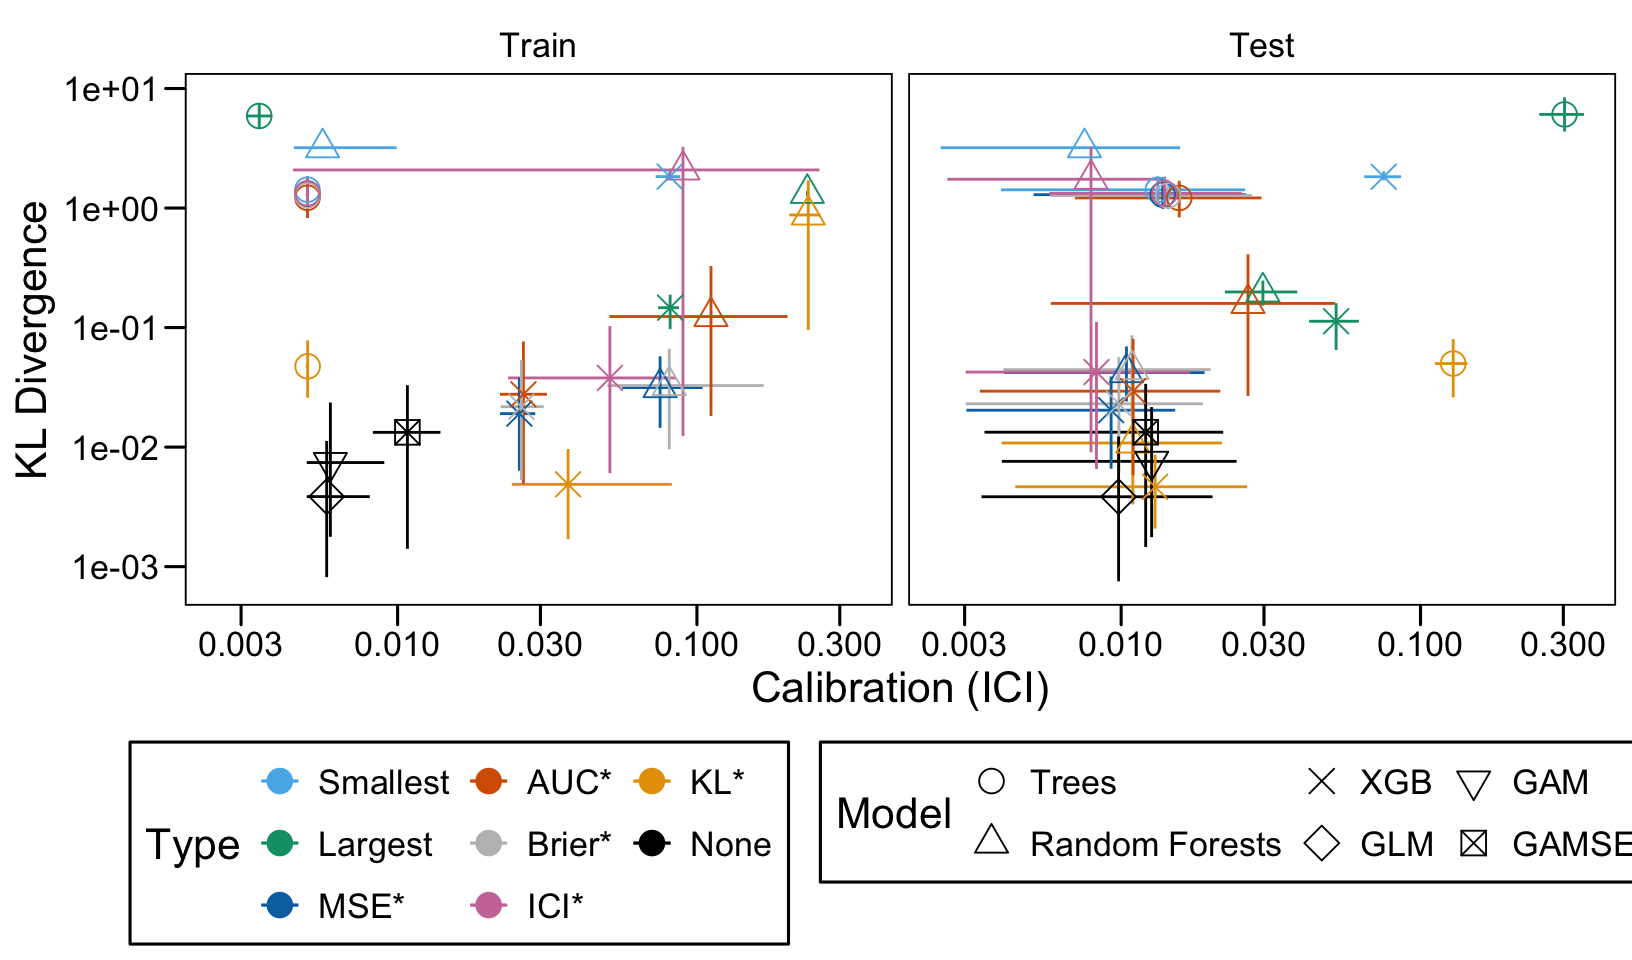 Train Test
KL Divergence
1e+01
1e+00
1e-01
1e-02
1e-03
0.003 0.010 0.030 0.100 0.300 0.003 0.010 0.030 0.100 0.300
Calibration (ICI)
Type
Smallest AUC* KL*
Largest Brier* None
MSE* ICI*
Model
Trees XGB GAM
Random Forests GLM GAMSE